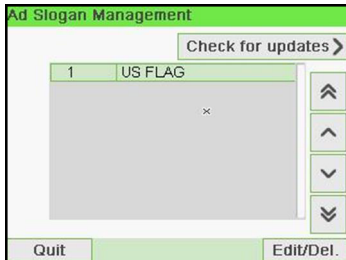 Ad Slogan Management
Check for updates
1 US FLAG
Quit Edit/Del.